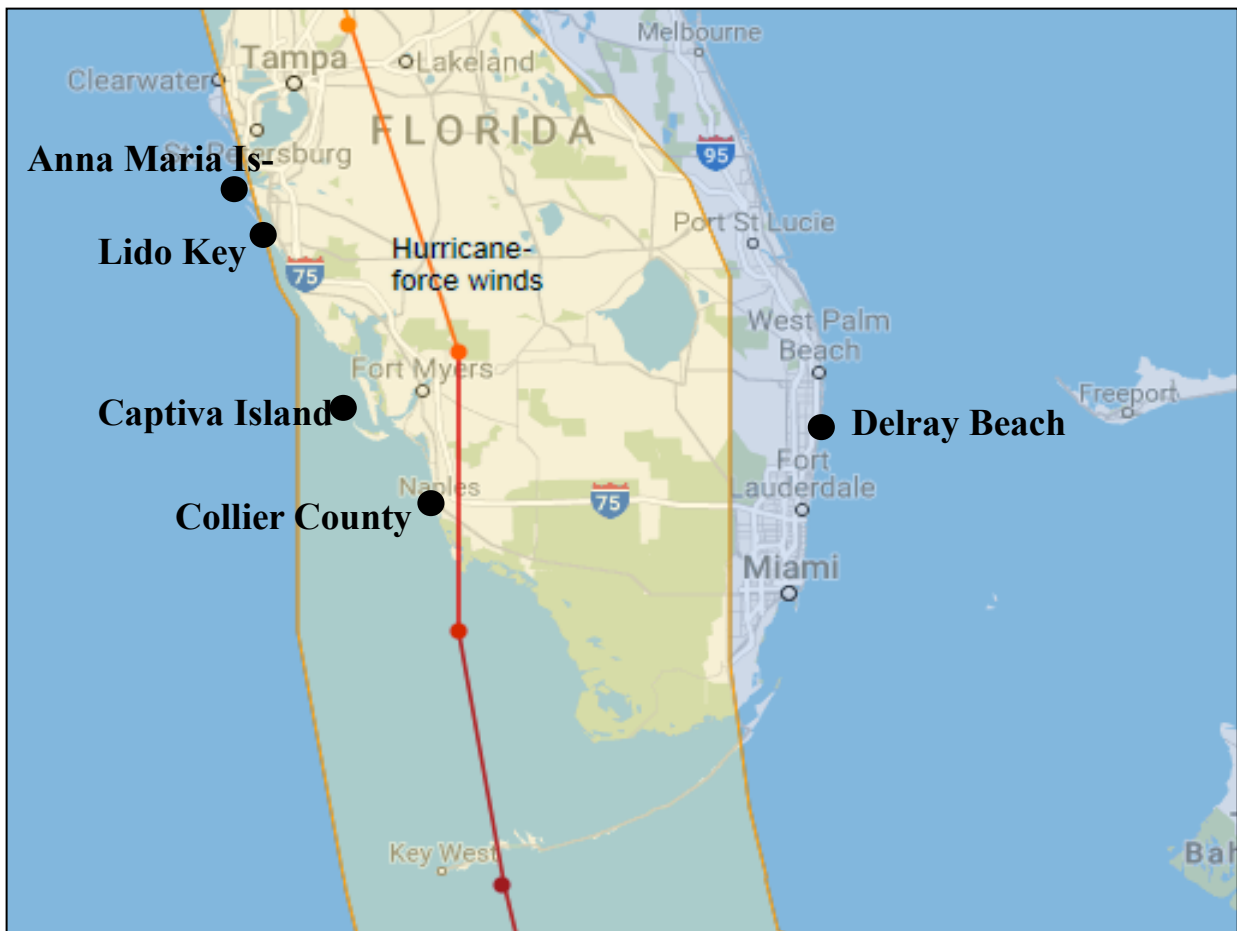 Melbourne
Tampa
Lakeland
Clearwater
FLORIDA
95
St. Petersburg
Anna Maria Is-
Port St Lucie
Lido Key
Hurricane-
force winds
75
West Palm
Beach
Fort Myers
Freeport
Captiva Island
Delray Beach
Fort
Lauderdale
Naples
75
Collier County
Miami
Key West
Bah